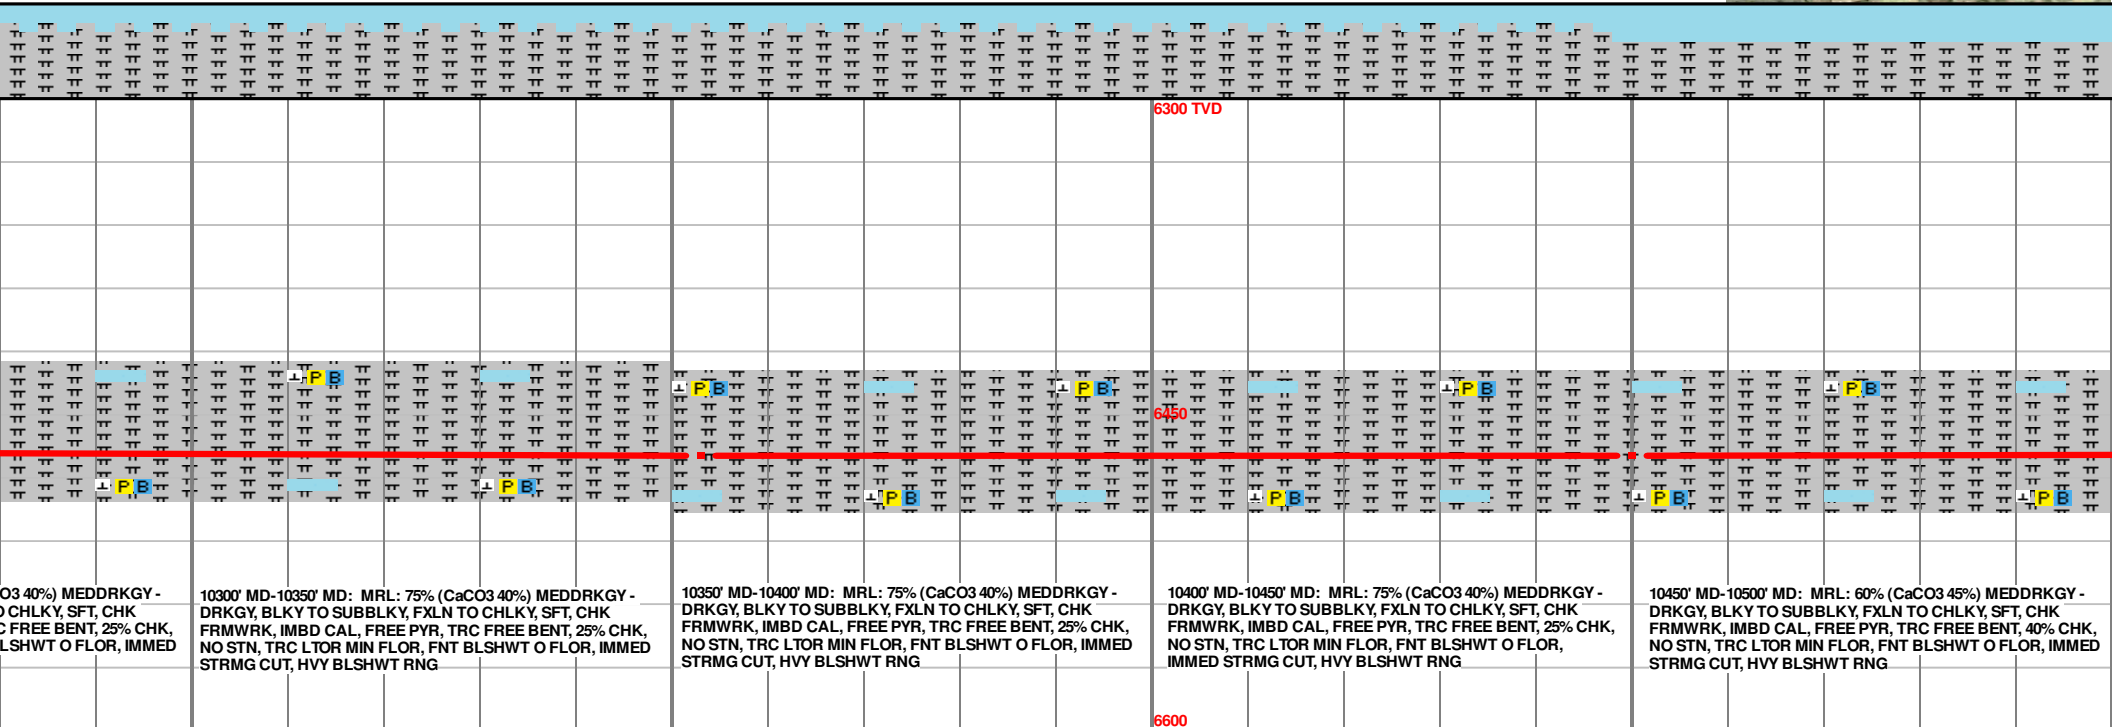 6300 TVD
P B
P B
P B
P B
P B
P B
6450
P B
P B
P B
P B
P B
P B
O3 40%) MEDDRKGY -
O CHLKY, SFT, CHK
C FREE BENT, 25% CHK,
LSHWT O FLOR, IMMED
10300' MD-10350' MD: MRL: 75% (CaCO3 40%) MEDDRKGY -
DRKGY, BLKY TO SUBBLKY, FXLN TO CHLKY, SFT, CHK
FRMWRK, IMBD CAL, FREE PYR, TRC FREE BENT, 25% CHK,
NO STN, TRC LTOR MIN FLOR, FNT BLSHWT O FLOR, IMMED
STRMG CUT, HVY BLSHWT RNG
10350' MD-10400' MD: MRL: 75% (CaCO3 40%) MEDDRKGY -
DRKGY, BLKY TO SUBBLKY, FXLN TO CHLKY, SFT, CHK
FRMWRK, IMBD CAL, FREE PYR, TRC FREE BENT, 25% CHK,
NO STN, TRC LTOR MIN FLOR, FNT BLSHWT O FLOR, IMMED
STRMG CUT, HVY BLSHWT RNG
10400' MD-10450' MD: MRL: 75% (CaCO3 40%) MEDDRKGY -
DRKGY, BLKY TO SUBBLKY, FXLN TO CHLKY, SFT, CHK
FRMWRK, IMBD CAL, FREE PYR, TRC FREE BENT, 25% CHK,
NO STN, TRC LTOR MIN FLOR, FNT BLSHWT O FLOR,
IMMED STRMG CUT, HVY BLSHWT RNG
10450' MD-10500' MD: MRL: 60% (CaCO3 45%) MEDDRKGY -
DRKGY, BLKY TO SUBBLKY, FXLN TO CHLKY, SFT, CHK
FRMWRK, IMBD CAL, FREE PYR, TRC FREE BENT, 40% CHK,
NO STN, TRC LTOR MIN FLOR, FNT BLSHWT O FLOR, IMMED
STRMG CUT, HVY BLSHWT RNG
6600